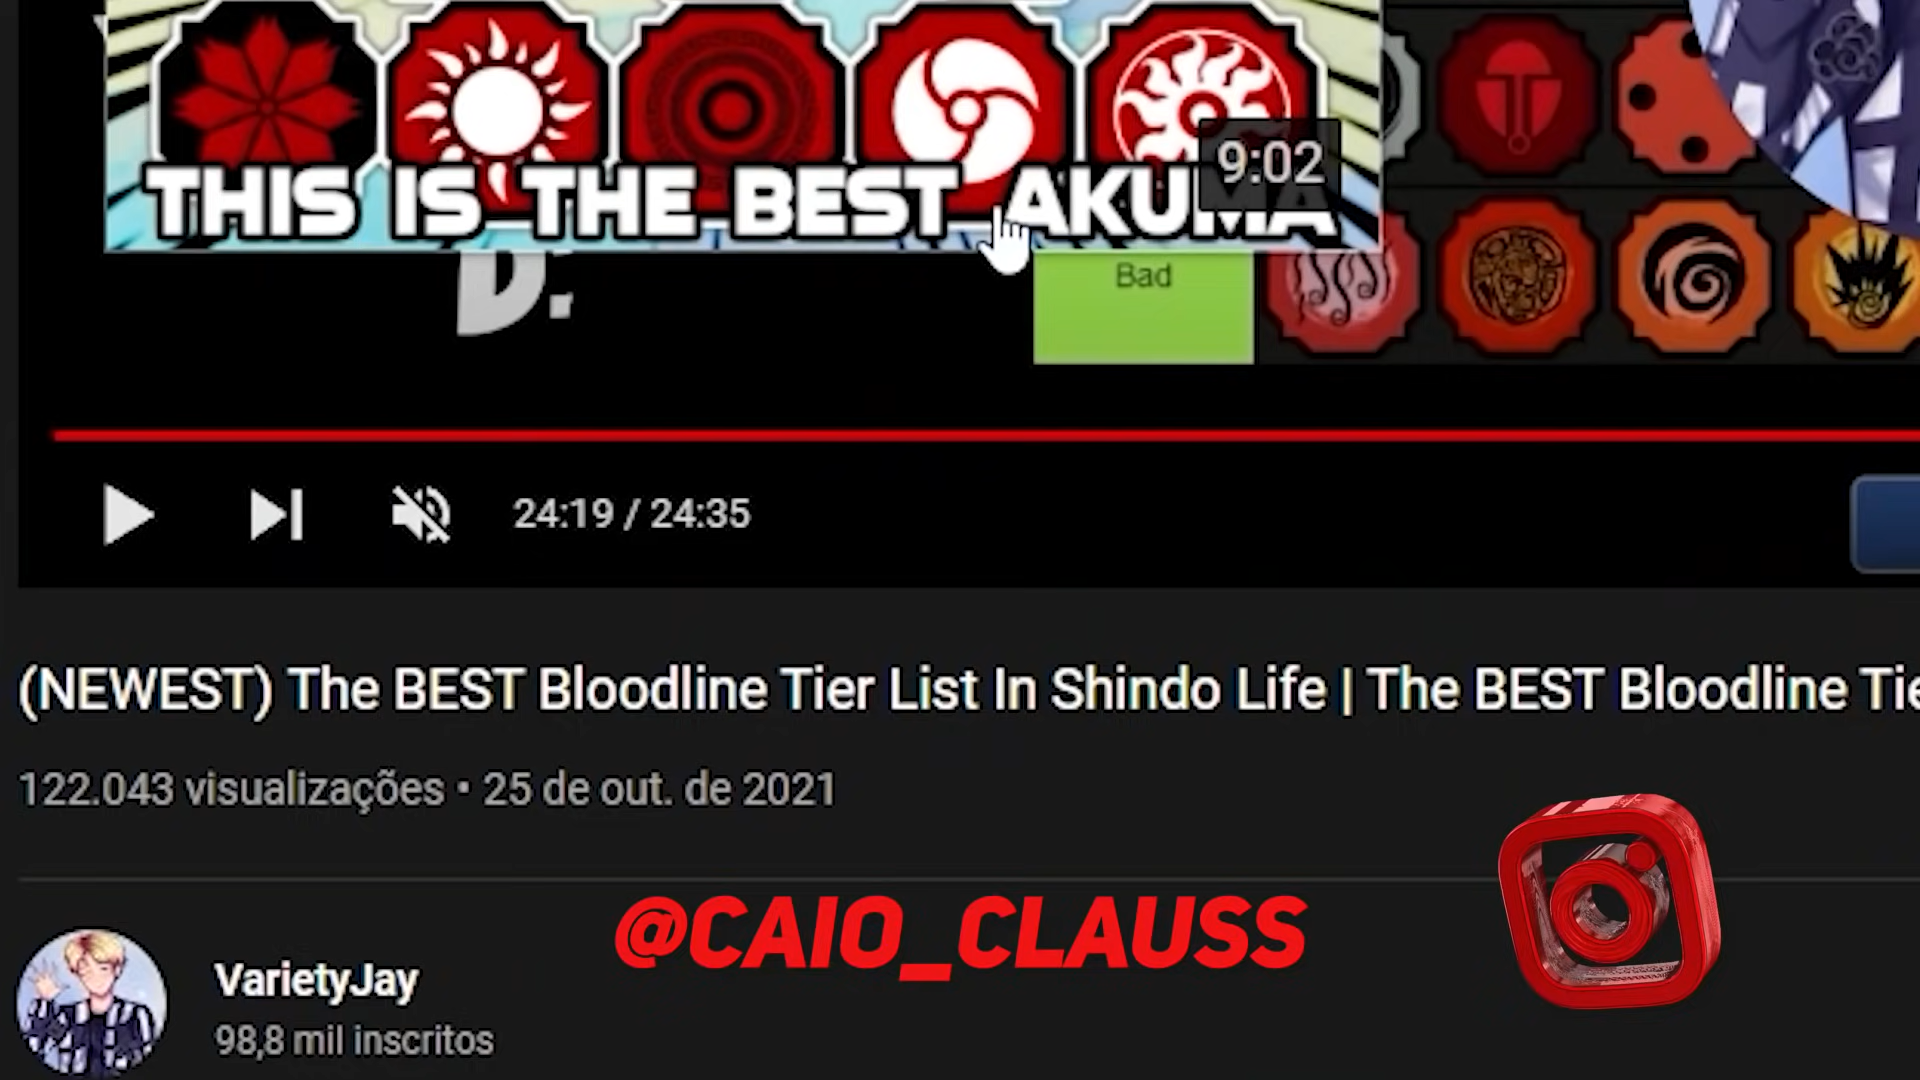 THIS IS THE BEST AKUMA
9:02
D.
Bad
24:19 / 24:35
(NEWEST) The BEST Bloodline Tier List In Shindo Life | The BEST Bloodline Tie
122.043 visualizações • 25 de out. de 2021
@CAIO_CLAUSS
VarietyJay
98,8 mil inscritos